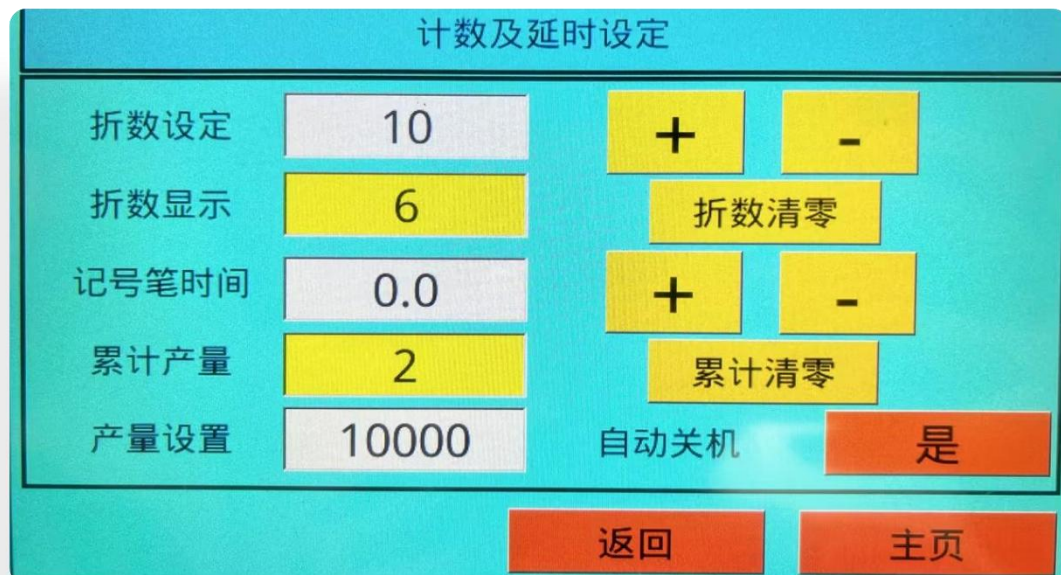 计数及延时设定
折数设定 10 + -
折数显示 6 折数清零
记号笔时间 0.0 + -
累计产量 2 累计清零
产量设置 10000 自动关机 是
返回 主页